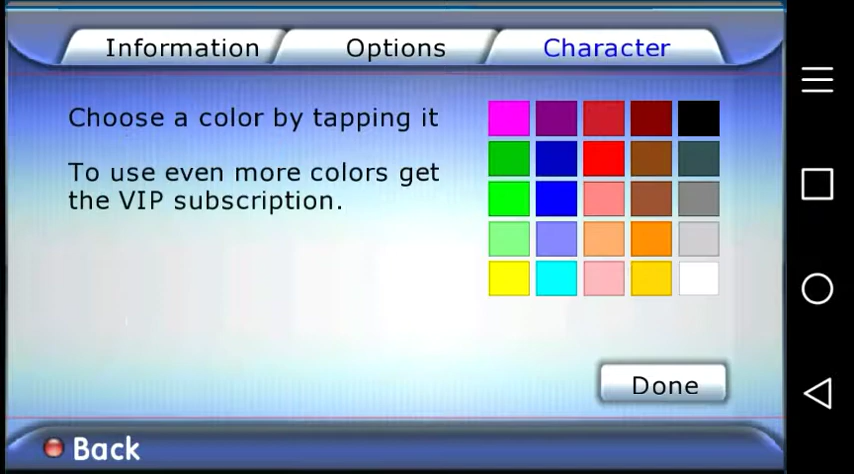 Information
Options
Character
Choose a color by tapping it
To use even more colors get
the VIP subscription.
Done
Back